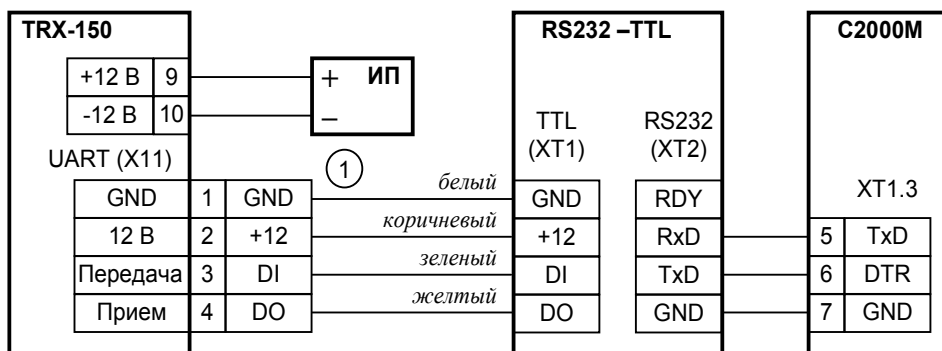 TRX-150 RS232 –TTL С2000М
+12 В 9 + ИП
-12 В 10 –
TTL (XT1) RS232 (XT2)
UART (X11) 1 XT1.3
GND 1 GND белый GND RDY
12 В 2 +12 коричневый +12 RxD 5 TxD
Передача 3 DI зеленый DI TxD 6 DTR
Прием 4 DO желтый DO GND 7 GND